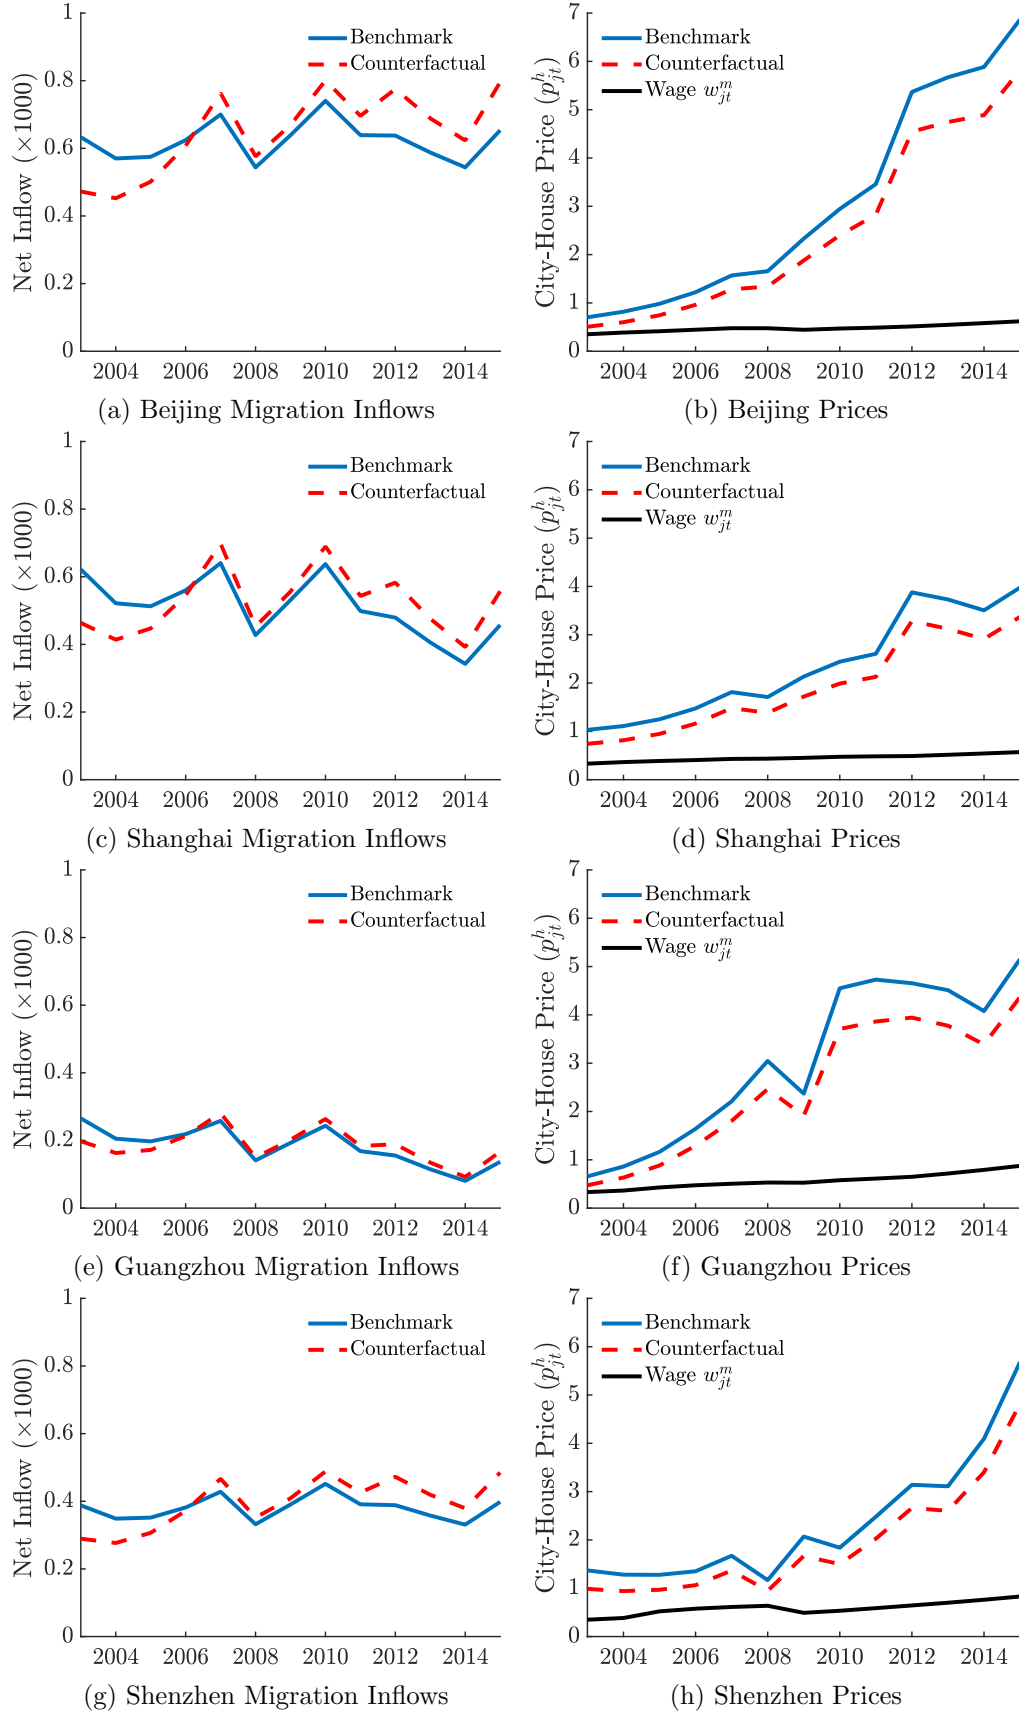 1
0.8
0.6
0.4
0.2
0
Net Inflow (×1000)
Benchmark
Counterfactual
2004 2006 2008 2010 2012 2014
(a) Beijing Migration Inflows
7
6
5
4
3
2
1
0
City-House Price (p^h_jt)
Benchmark
Counterfactual
Wage w^m_jt
2004 2006 2008 2010 2012 2014
(b) Beijing Prices
1
0.8
0.6
0.4
0.2
0
Net Inflow (×1000)
Benchmark
Counterfactual
2004 2006 2008 2010 2012 2014
(c) Shanghai Migration Inflows
7
6
5
4
3
2
1
0
City-House Price (p^h_jt)
Benchmark
Counterfactual
Wage w^m_jt
2004 2006 2008 2010 2012 2014
(d) Shanghai Prices
1
0.8
0.6
0.4
0.2
0
Net Inflow (×1000)
Benchmark
Counterfactual
2004 2006 2008 2010 2012 2014
(e) Guangzhou Migration Inflows
7
6
5
4
3
2
1
0
City-House Price (p^h_jt)
Benchmark
Counterfactual
Wage w^m_jt
2004 2006 2008 2010 2012 2014
(f) Guangzhou Prices
1
0.8
0.6
0.4
0.2
0
Net Inflow (×1000)
Benchmark
Counterfactual
2004 2006 2008 2010 2012 2014
(g) Shenzhen Migration Inflows
7
6
5
4
3
2
1
0
City-House Price (p^h_jt)
Benchmark
Counterfactual
Wage w^m_jt
2004 2006 2008 2010 2012 2014
(h) Shenzhen Prices